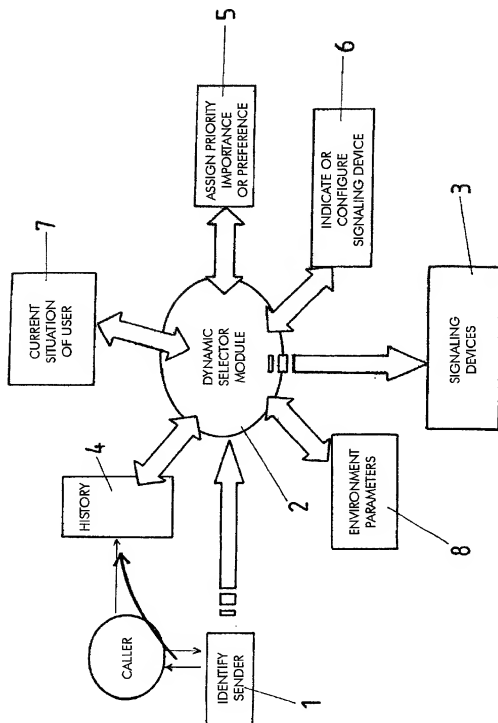 CALLER
IDENTIFY
SENDER
1
HISTORY
4
CURRENT
SITUATION
OF USER
7
DYNAMIC
SELECTOR
MODULE
2
ASSIGN PRIORITY
IMPORTANCE
OR PREFERENCE
5
INDICATE OR
CONFIGURE
SIGNALING DEVICE
6
SIGNALING
DEVICES
3
ENVIRONMENT
PARAMETERS
8